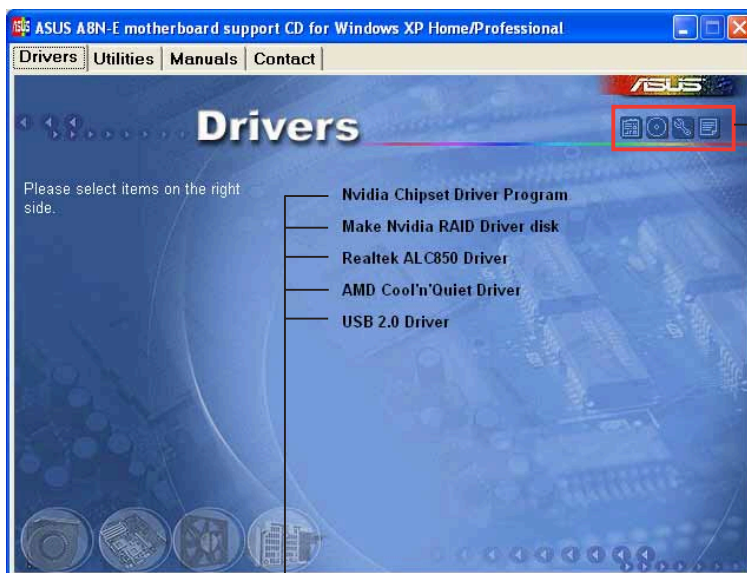 ASUS A8N-E motherboard support CD for Windows XP Home/Professional
Drivers Utilities Manuals Contact
ASUS
Drivers
Please select items on the right
side.
Nvidia Chipset Driver Program
Make Nvidia RAID Driver disk
Realtek ALC850 Driver
AMD Cool'n'Quiet Driver
USB 2.0 Driver